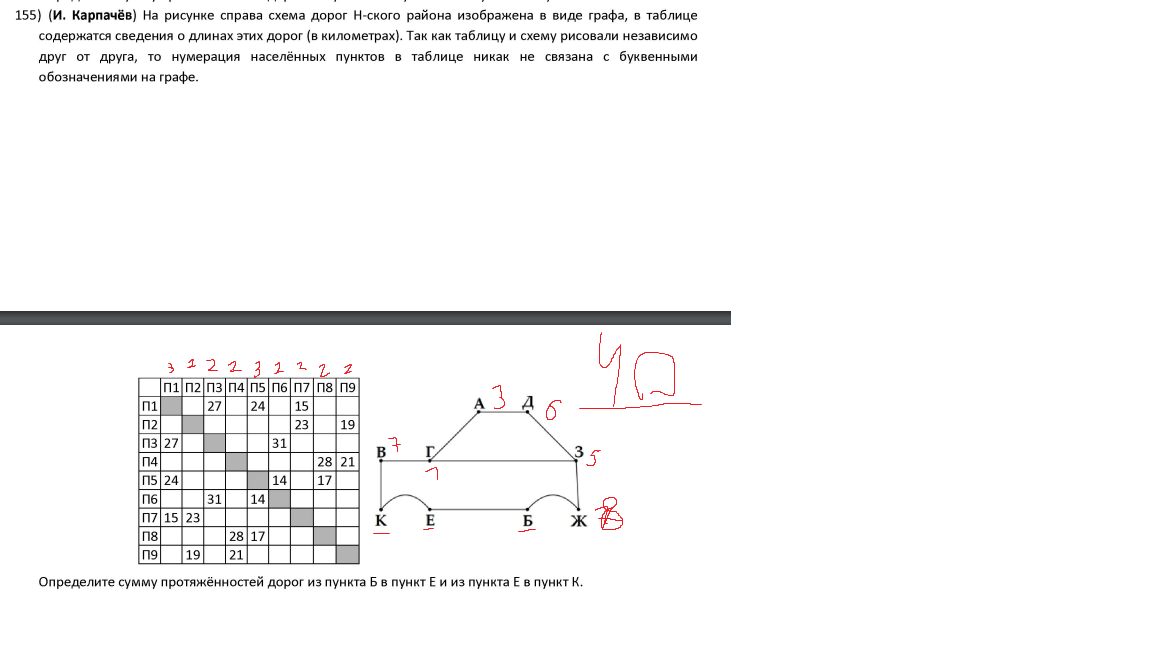 155) (И. Карпачёв) На рисунке справа схема дорог Н-ского района изображена в виде графа, в таблице
содержатся сведения о длинах этих дорог (в километрах). Так как таблицу и схему рисовали независимо
друг от друга, то нумерация населённых пунктов в таблице никак не связана с буквенными
обозначениями на графе.
40
3 2 2 2 3 2 2 2 2
П1 П2 П3 П4 П5 П6 П7 П8 П9
П1 27 24 15
П2 23 19
П3 27 31
П4 28 21
П5 24 14 17
П6 31 14
П7 15 23
П8 28 17
П9 19 21
А 3 Д 6
В 7 Г З 5
7
К Е Б Ж 8
Определите сумму протяжённостей дорог из пункта Б в пункт Е и из пункта Е в пункт К.